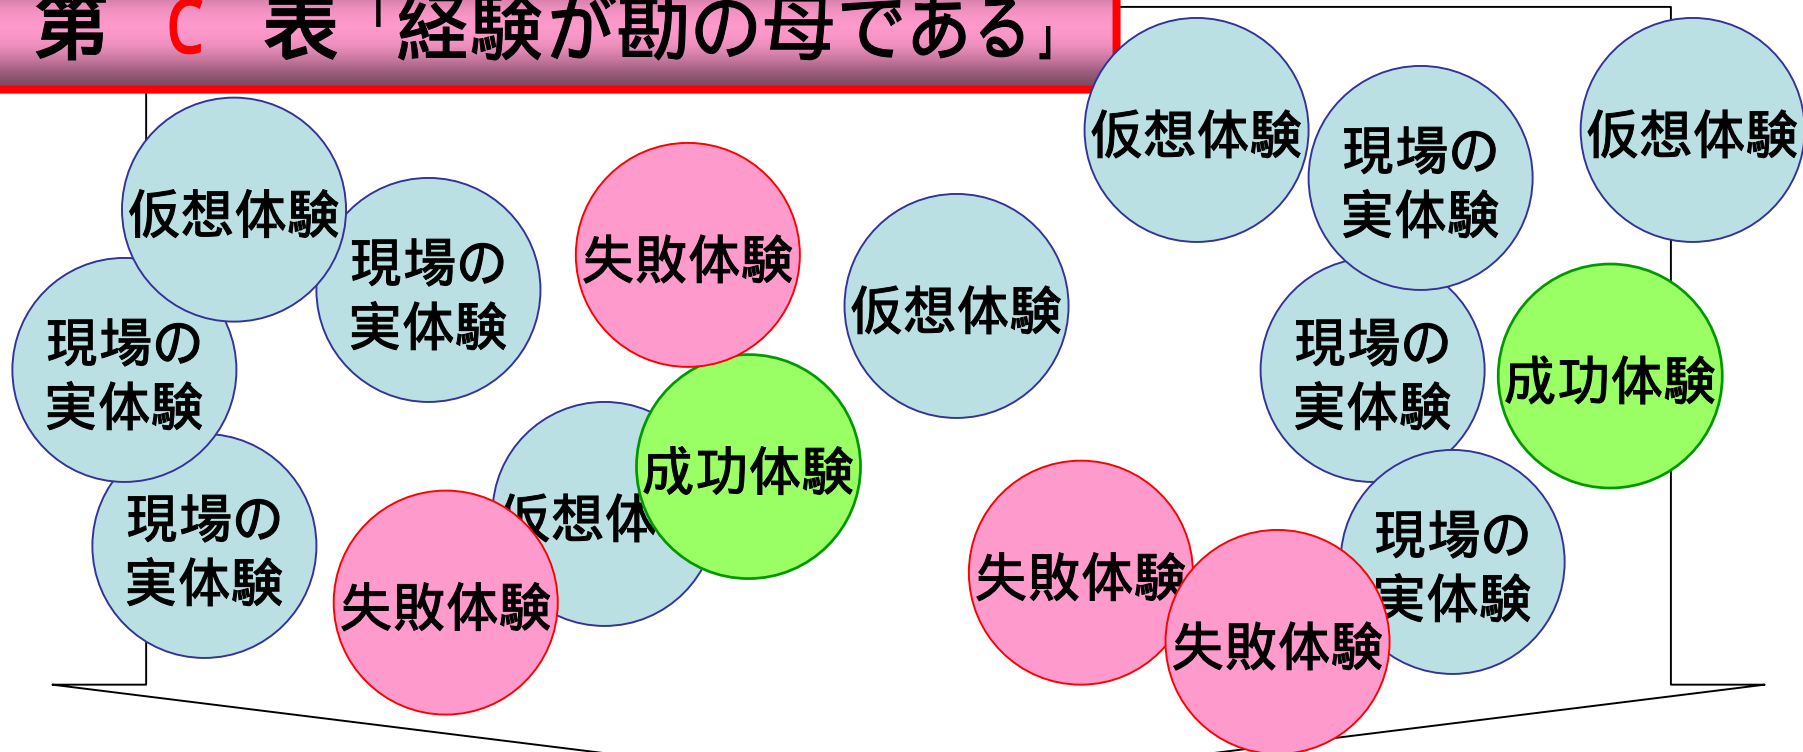 第 C 表「経験が勘の母である」
仮想体験
現場の
実体験
仮想体験
仮想体験
現場の
実体験
失敗体験
仮想体験
現場の
実体験
現場の
実体験
成功体験
現場の
実体験
仮想体
成功体験
失敗体験
失敗体験
失敗体験
現場の
実体験